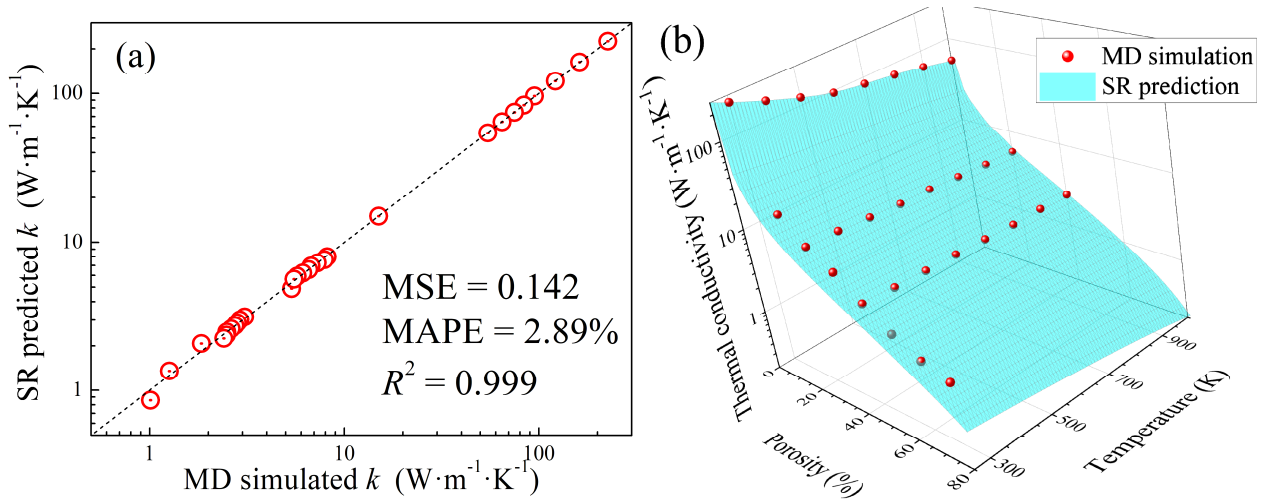 (a)
100
10
1
SR predicted k (W·m⁻¹·K⁻¹)
MSE = 0.142
MAPE = 2.89%
R² = 0.999
1
10
100
MD simulated k (W·m⁻¹·K⁻¹)
(b)
MD simulation
SR prediction
Thermal conductivity (W·m⁻¹·K⁻¹)
100
10
1
0
20
40
60
80
Porosity (%)
300
500
700
900
Temperature (K)